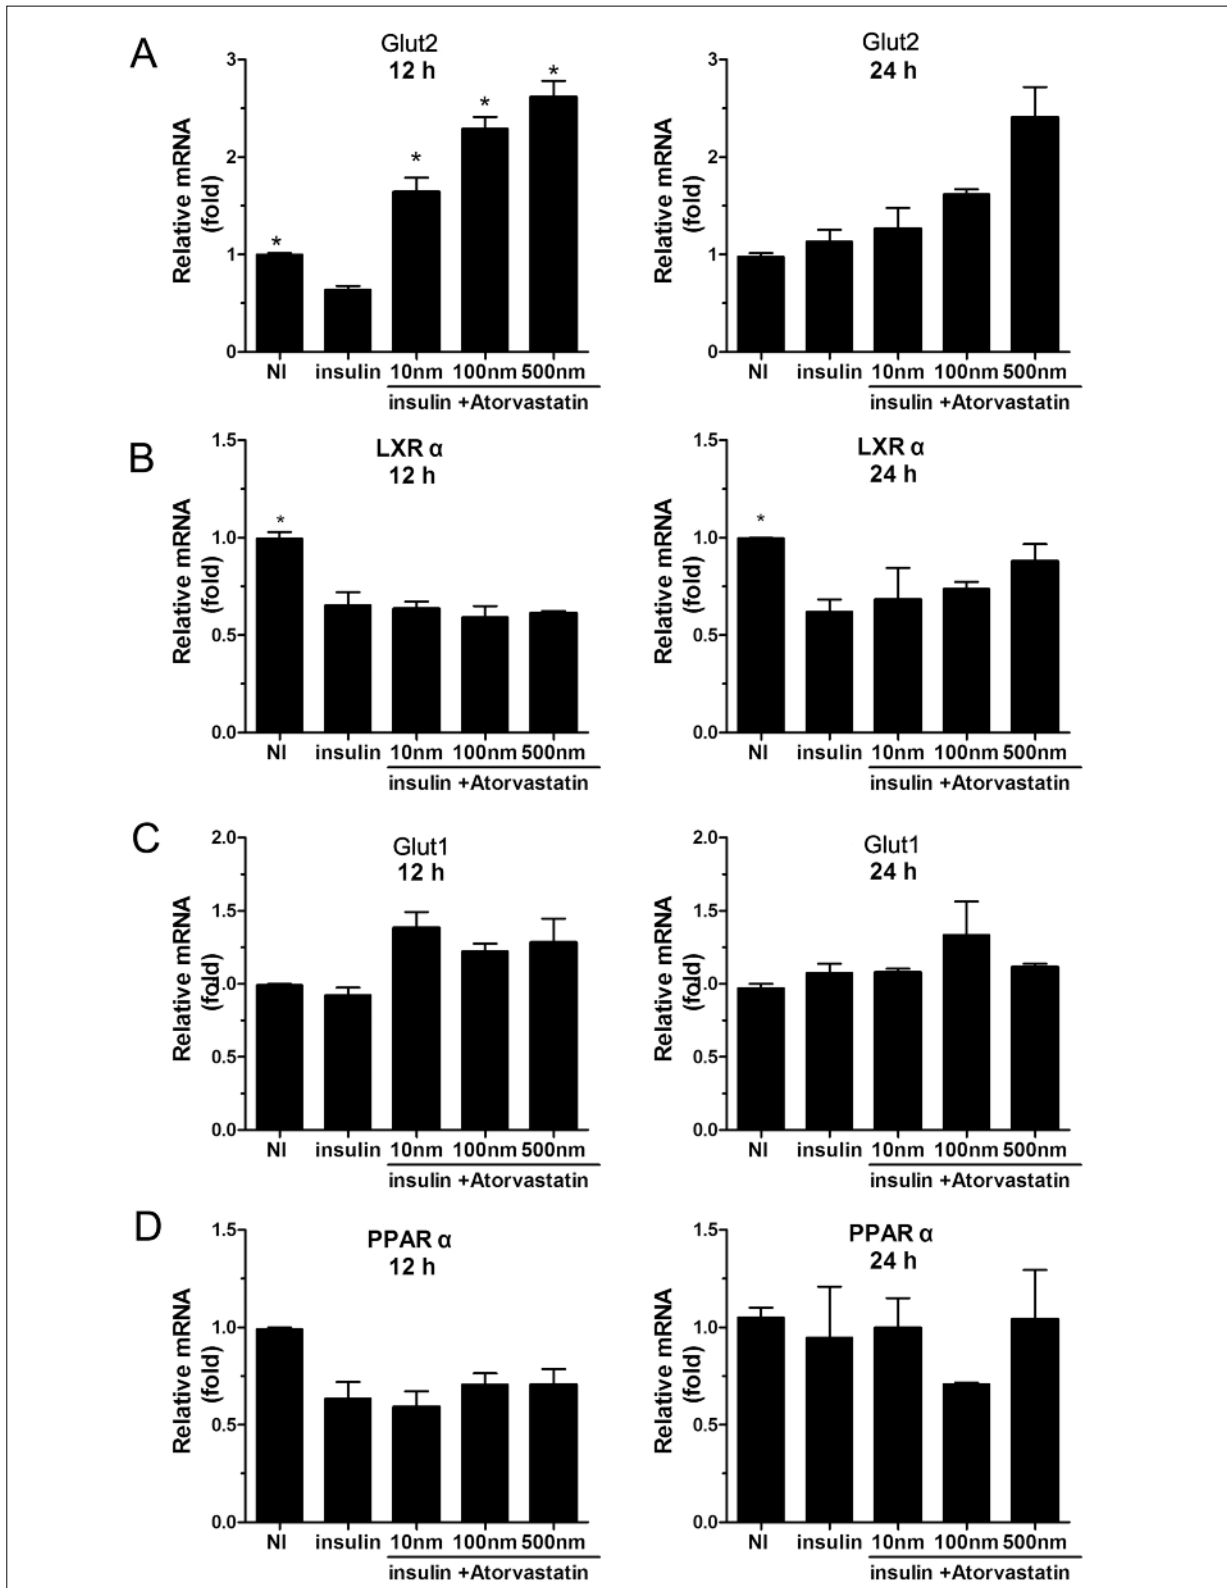 A
Glut2
12 h
Relative mRNA
(fold)
3
2
1
0
*
*
*
*
NI insulin 10nm 100nm 500nm
insulin +Atorvastatin
Glut2
24 h
Relative mRNA
(fold)
3
2
1
0
NI insulin 10nm 100nm 500nm
insulin +Atorvastatin
B
LXR α
12 h
Relative mRNA
(fold)
1.5
1.0
0.5
0.0
*
NI insulin 10nm 100nm 500nm
insulin +Atorvastatin
LXR α
24 h
Relative mRNA
(fold)
1.5
1.0
0.5
0.0
*
NI insulin 10nm 100nm 500nm
insulin +Atorvastatin
C
Glut1
12 h
Relative mRNA
(fold)
2.0
1.5
1.0
0.5
0.0
NI insulin 10nm 100nm 500nm
insulin +Atorvastatin
Glut1
24 h
Relative mRNA
(fold)
2.0
1.5
1.0
0.5
0.0
NI insulin 10nm 100nm 500nm
insulin +Atorvastatin
D
PPAR α
12 h
Relative mRNA
(fold)
1.5
1.0
0.5
0.0
NI insulin 10nm 100nm 500nm
insulin +Atorvastatin
PPAR α
24 h
Relative mRNA
(fold)
1.5
1.0
0.5
0.0
NI insulin 10nm 100nm 500nm
insulin +Atorvastatin